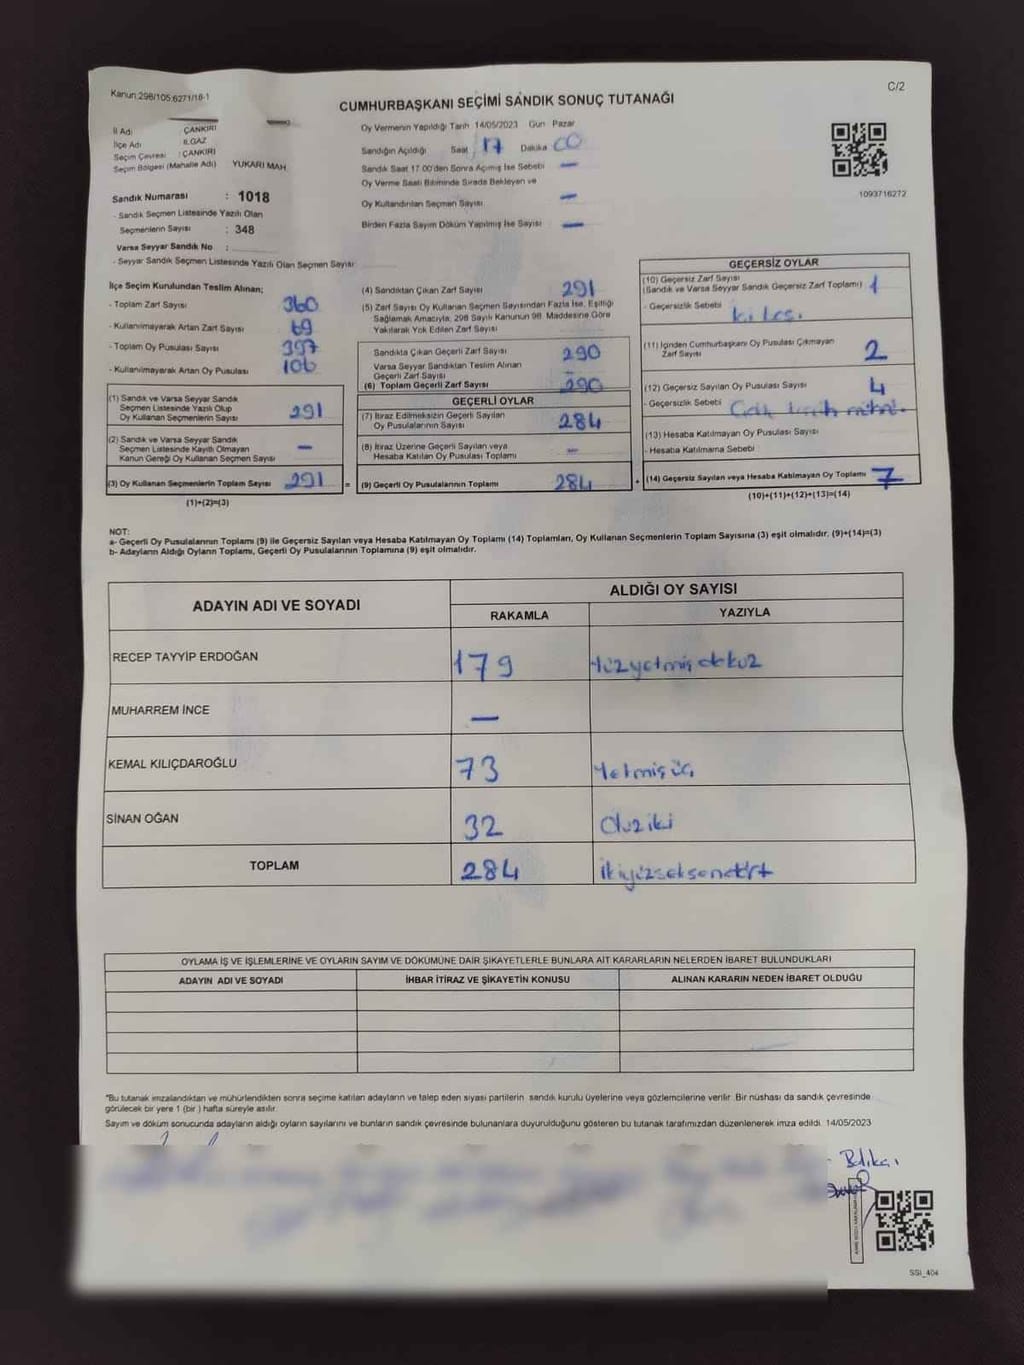 Kanun:298/105:6271/18-1
C/2
CUMHURBAŞKANI SEÇİMİ SANDIK SONUÇ TUTANAĞI
İl Adı ÇANKIRI
İlçe Adı ILGAZ
Seçim Çevresi : ÇANKIRI
Seçim Bölgesi (Mahalle Adı) YUKARI MAH
Sandık Numarası : 1018
- Sandık Seçmen Listesinde Yazılı Olan
Seçmenlerin Sayısı : 348
Varsa Seyyar Sandık No :
- Seyyar Sandık Seçmen Listesinde Yazılı Olan Seçmen Sayısı:
Oy Vermenin Yapıldığı Tarih 14/05/2023 Gün Pazar
Sandığın Açıldığı Saat 17 Dakika 00
Sandık Saat 17.00'den Sonra Açılmış İse Sebebi —
Oy Verme Saati Bitiminde Sırada Bekleyen ve
Oy Kullandırılan Seçmen Sayısı —
Birden Fazla Sayım Döküm Yapılmış İse Sayısı —
1093716272
İlçe Seçim Kurulundan Teslim Alınan;
- Toplam Zarf Sayısı 360
- Kullanılmayarak Artan Zarf Sayısı 69
- Toplam Oy Pusulası Sayısı 397
- Kullanılmayarak Artan Oy Pusulası 106
(1) Sandık ve Varsa Seyyar Sandık
Seçmen Listesinde Yazılı Olup
Oy Kullanan Seçmenlerin Sayısı 291
(2) Sandık ve Varsa Seyyar Sandık
Seçmen Listesinde Kayıtlı Olmayan
Kanun Gereği Oy Kullanan Seçmen Sayısı —
(3) Oy Kullanan Seçmenlerin Toplam Sayısı 291 =
(1)+(2)=(3)
(4) Sandıktan Çıkan Zarf Sayısı 291
(5) Zarf Sayısı Oy Kullanan Seçmen Sayısından Fazla İse, Eşitliği
Sağlamak Amacıyla, 298 Sayılı Kanunun 98. Maddesine Göre
Yakılarak Yok Edilen Zarf Sayısı
Sandıkta Çıkan Geçerli Zarf Sayısı 290
Varsa Seyyar Sandıktan Teslim Alınan
Geçerli Zarf Sayısı
(6) Toplam Geçerli Zarf Sayısı 290
GEÇERLİ OYLAR
(7) İtiraz Edilmeksizin Geçerli Sayılan
Oy Pusulalarının Sayısı 284
(8) İtiraz Üzerine Geçerli Sayılan veya
Hesaba Katılan Oy Pusulası Toplamı —
(9) Geçerli Oy Pusulalarının Toplamı 284 +
GEÇERSİZ OYLAR
(10) Geçersiz Zarf Sayısı
(Sandık ve Varsa Seyyar Sandık Geçersiz Zarf Toplamı) 1
- Geçersizlik Sebebi
(11) İçinden Cumhurbaşkanı Oy Pusulası Çıkmayan
Zarf Sayısı 2
(12) Geçersiz Sayılan Oy Pusulası Sayısı 4
- Geçersizlik Sebebi
(13) Hesaba Katılmayan Oy Pusulası Sayısı
- Hesaba Katılmama Sebebi
(14) Geçersiz Sayılan veya Hesaba Katılmayan Oy Toplamı 7
(10)+(11)+(12)+(13)=(14)
NOT:
a- Geçerli Oy Pusulalarının Toplamı (9) ile Geçersiz Sayılan veya Hesaba Katılmayan Oy Toplamı (14) Toplamları, Oy Kullanan Seçmenlerin Toplam Sayısına (3) eşit olmalıdır. (9)+(14)=(3)
b- Adayların Aldığı Oyların Toplamı, Geçerli Oy Pusulalarının Toplamına (9) eşit olmalıdır.
ADAYIN ADI VE SOYADI ALDIĞI OY SAYISI
RAKAMLA YAZIYLA
RECEP TAYYİP ERDOĞAN 179 Yüzyetmiş dokuz
MUHARREM İNCE —
KEMAL KILIÇDAROĞLU 73 Yetmiş üç
SİNAN OĞAN 32 Otuz iki
TOPLAM 284 ikiyüzseksendört
OYLAMA İŞ VE İŞLEMLERİNE VE OYLARIN SAYIM VE DÖKÜMÜNE DAİR ŞİKAYETLERLE BUNLARA AİT KARARLARIN NELERDEN İBARET BULUNDUKLARI
ADAYIN ADI VE SOYADI İHBAR İTİRAZ VE ŞİKAYETİN KONUSU ALINAN KARARIN NEDEN İBARET OLDUĞU
"Bu tutanak imzalandıktan ve mühürlendikten sonra seçime katılan adayların ve talep eden siyasi partilerin sandık kurulu üyelerine veya gözlemcilerine verilir. Bir nüshası da sandık çevresinde
görülecek bir yere 1 (bir) hafta süreyle asılır.
Sayım ve döküm sonucunda adayların aldığı oyların sayılarını ve bunların sandık çevresinde bulunanlara duyurulduğunu gösteren bu tutanak tarafımızdan düzenlenerek imza edildi. 14/05/2023
SSI_404